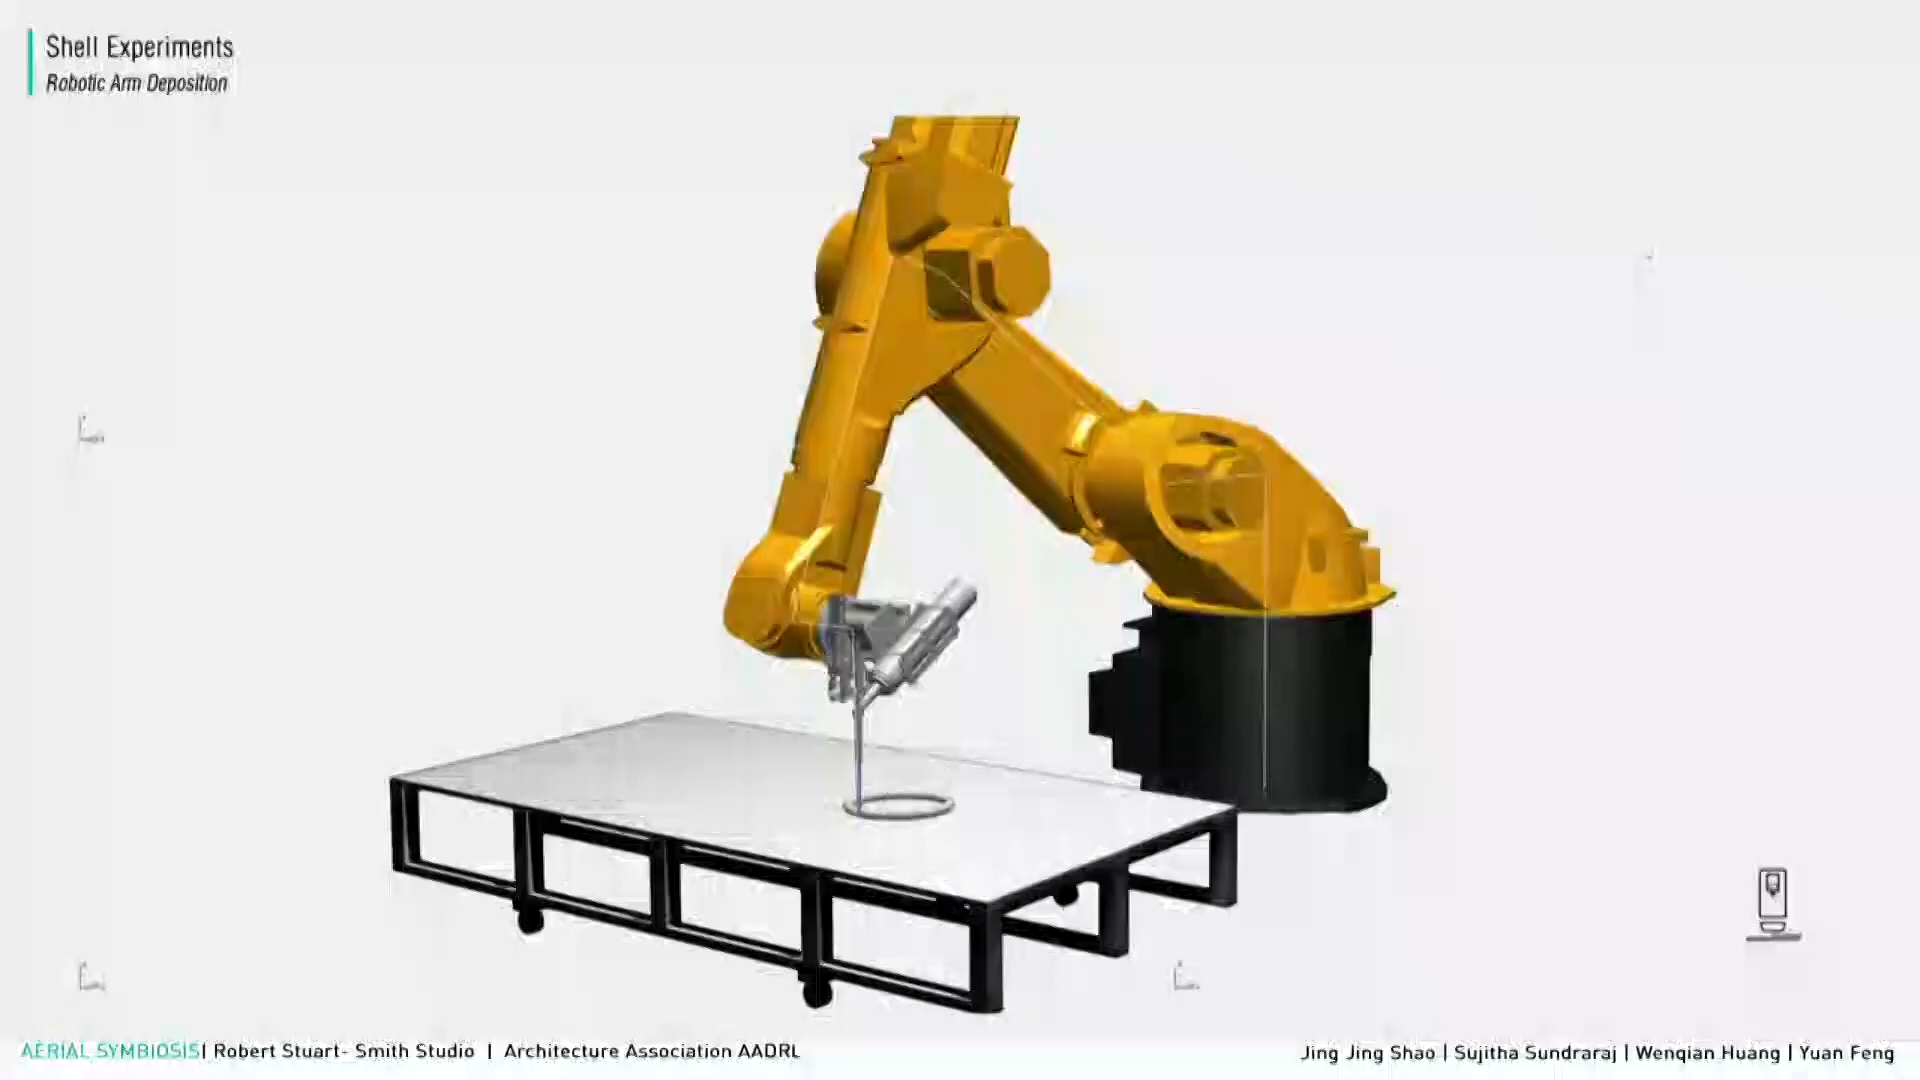 Shell Experiments
Robotic Arm Deposition
AERIAL SYMBIOSIS| Robert Stuart- Smith Studio | Architecture Association AADRL
Jing Jing Shao | Sujitha Sundraraj | Wenqian Huang | Yuan Feng